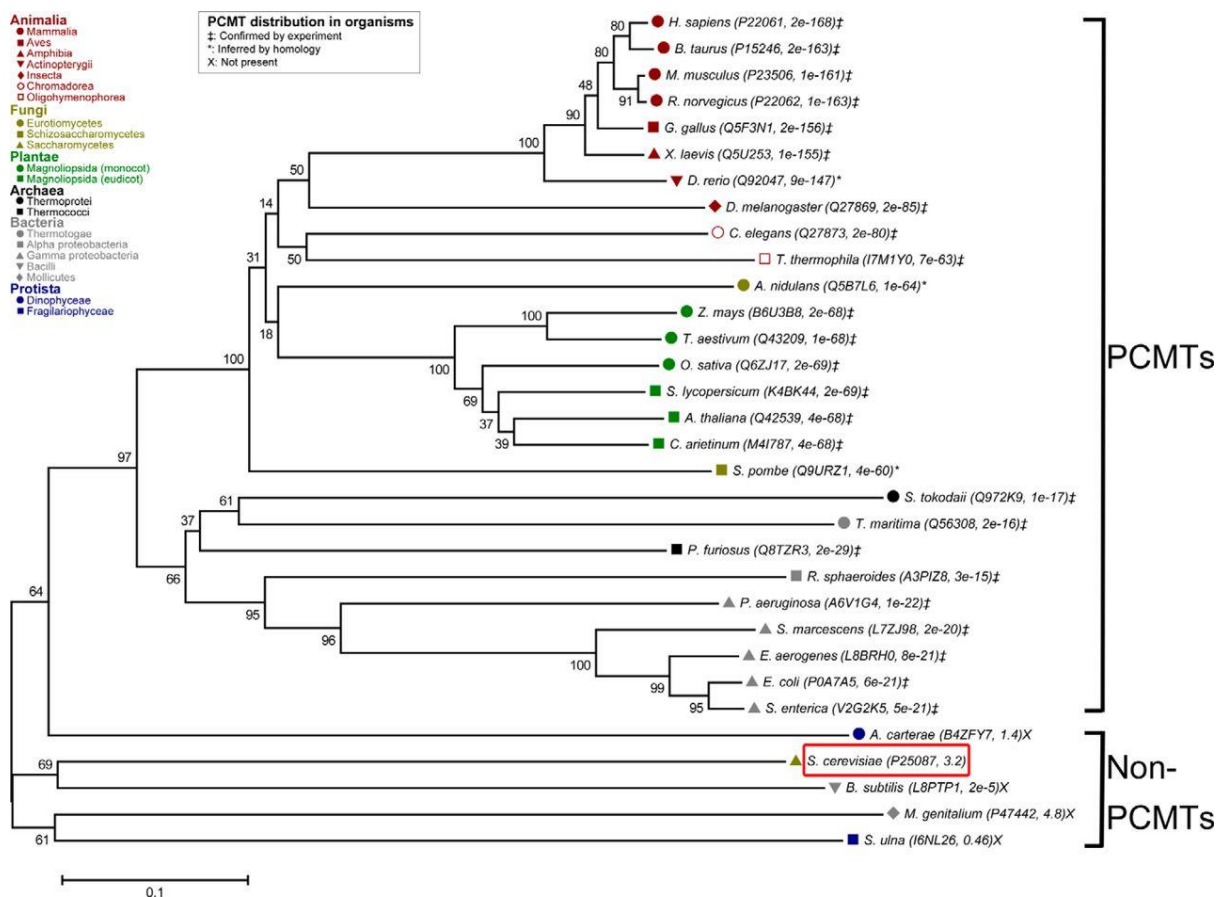 Animalia
Mammalia
Aves
Amphibia
Actinopterygii
Insecta
Chromadorea
Oligohymenophorea
Fungi
Eurotiomycetes
Schizosaccharomycetes
Saccharomycetes
Plantae
Magnoliopsida (monocot)
Magnoliopsida (eudicot)
Archaea
Thermoprotei
Thermococci
Bacteria
Thermotogae
Alpha proteobacteria
Gamma proteobacteria
Bacilli
Mollicutes
Protista
Dinophyceae
Fragilariophyceae
PCMT distribution in organisms
‡: Confirmed by experiment
*: Inferred by homology
X: Not present
H. sapiens (P22061, 2e-168)‡
B. taurus (P15246, 2e-163)‡
M. musculus (P23506, 1e-161)‡
R. norvegicus (P22062, 1e-163)‡
G. gallus (Q5F3N1, 2e-156)‡
X. laevis (Q5U253, 1e-155)‡
D. rerio (Q92047, 9e-147)*
D. melanogaster (Q27869, 2e-85)‡
C. elegans (Q27873, 2e-80)‡
T. thermophila (I7M1Y0, 7e-63)‡
A. nidulans (Q5B7L6, 1e-64)*
Z. mays (B6U3B8, 2e-68)‡
T. aestivum (Q43209, 1e-68)‡
O. sativa (Q6ZJ17, 2e-69)‡
S. lycopersicum (K4BK44, 2e-69)‡
A. thaliana (Q42539, 4e-68)‡
C. arietinum (M4I787, 4e-68)‡
S. pombe (Q9URZ1, 4e-60)*
S. tokodaii (Q972K9, 1e-17)‡
T. maritima (Q56308, 2e-16)‡
P. furiosus (Q8TZR3, 2e-29)‡
R. sphaeroides (A3PIZ8, 3e-15)‡
P. aeruginosa (A6V1G4, 1e-22)‡
S. marcescens (L7ZJ98, 2e-20)‡
E. aerogenes (L8BRH0, 8e-21)‡
E. coli (P0A7A5, 6e-21)‡
S. enterica (V2G2K5, 5e-21)‡
A. carterae (B4ZFY7, 1.4)X
S. cerevisiae (P25087, 3.2)
B. subtilis (L8PTP1, 2e-5)X
M. genitalium (P47442, 4.8)X
S. ulna (I6NL26, 0.46)X
80
80
48
91
90
100
50
14
50
31
18
100
100
100
69
37
39
97
61
37
66
95
96
100
99
95
64
69
61
0.1
PCMTs
Non-
PCMTs